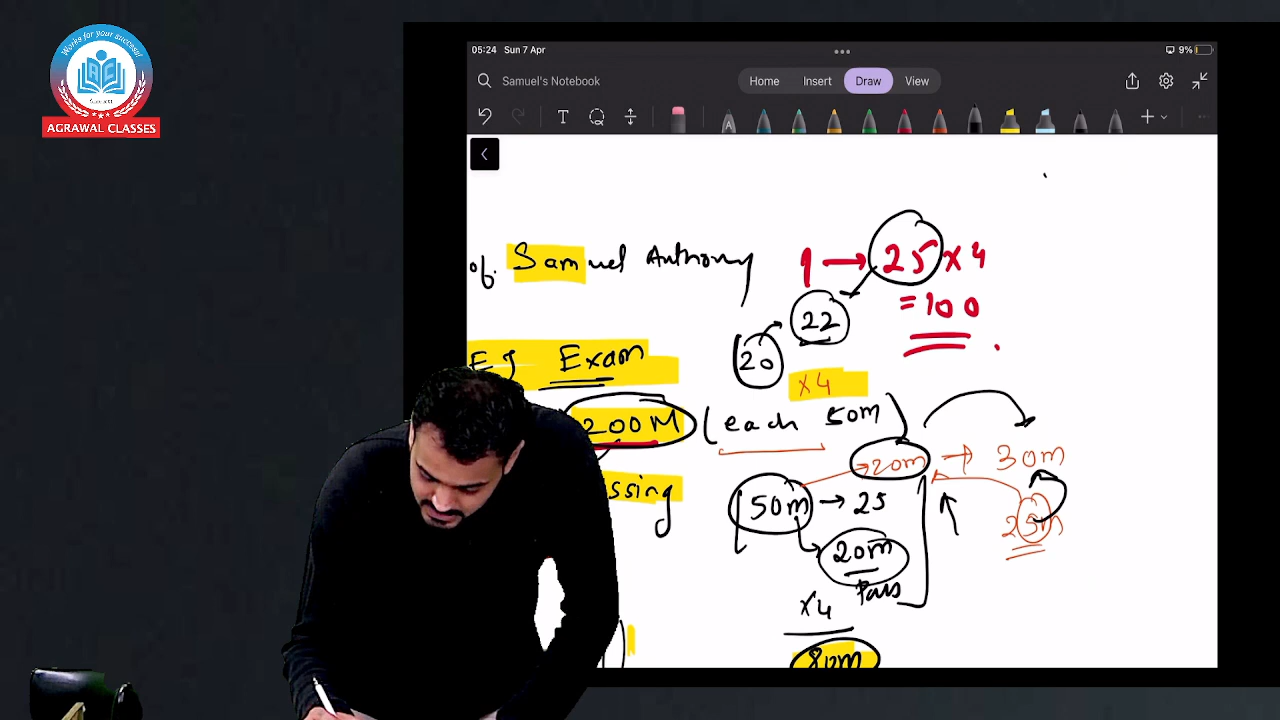 Works for your success!
AC
AGRAWAL CLASSES
05:24 Sun 7 Apr
9%
Samuel's Notebook
Home Insert Draw View
T
A
of. Samuel Anthony
1 → 25 x 4
= 100
22
20
Eg Exam
x4
200M (each 50m)
20m → 30m
ssing
50m → 25
25m
20m
Pass
x4
80m